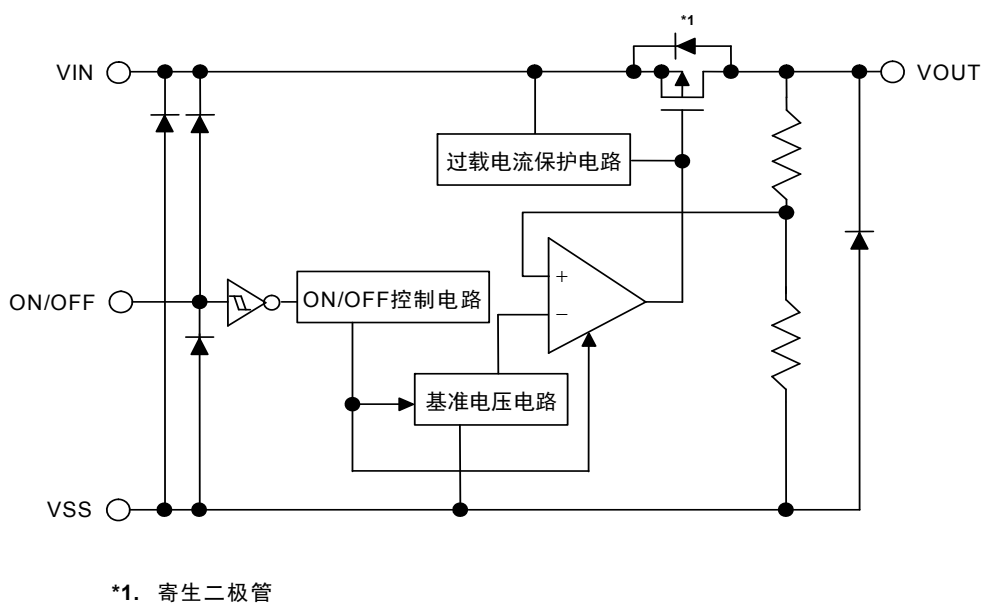 *1
VIN
VOUT
过载电流保护电路
+
ON/OFF
ON/OFF控制电路
−
基准电压电路
VSS
*1. 寄生二极管